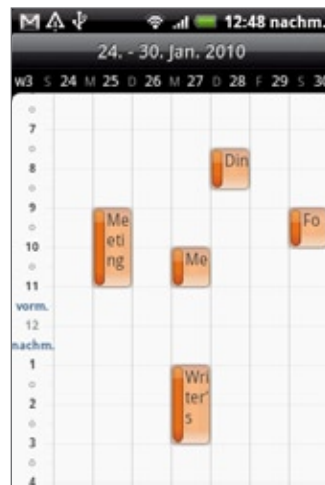 12:48 nachm.
24. - 30. Jan. 2010
w3 S 24 M 25 D 26 M 27 D 28 F 29 S 30
7
8
Din
9
Me
eti
ng
Fo
10
Me
11
vorm.
12
nachm.
1
Wri
ter'
s
2
3
4